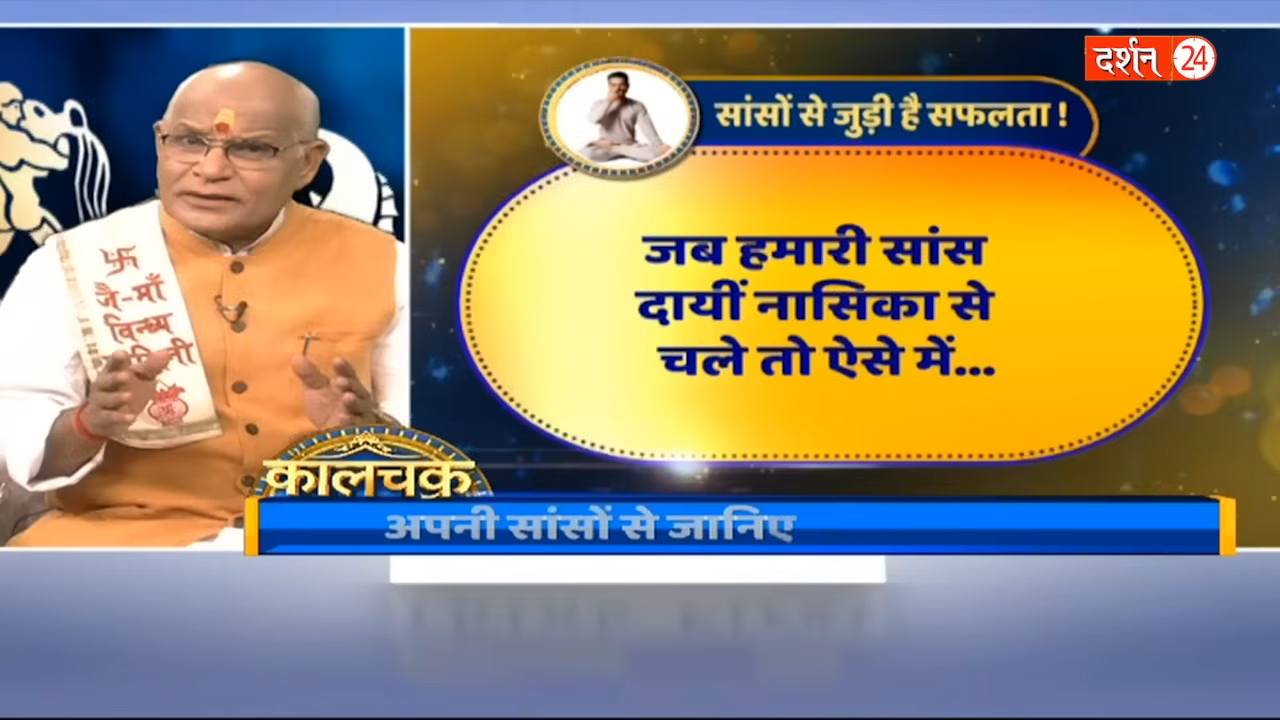 दर्शन 24
सांसों से जुड़ी है सफलता !
जब हमारी सांस
दायीं नासिका से
चले तो ऐसे में...
जै-माँ
विन्ध्य
कालचक्र
अपनी सांसों से जानिए